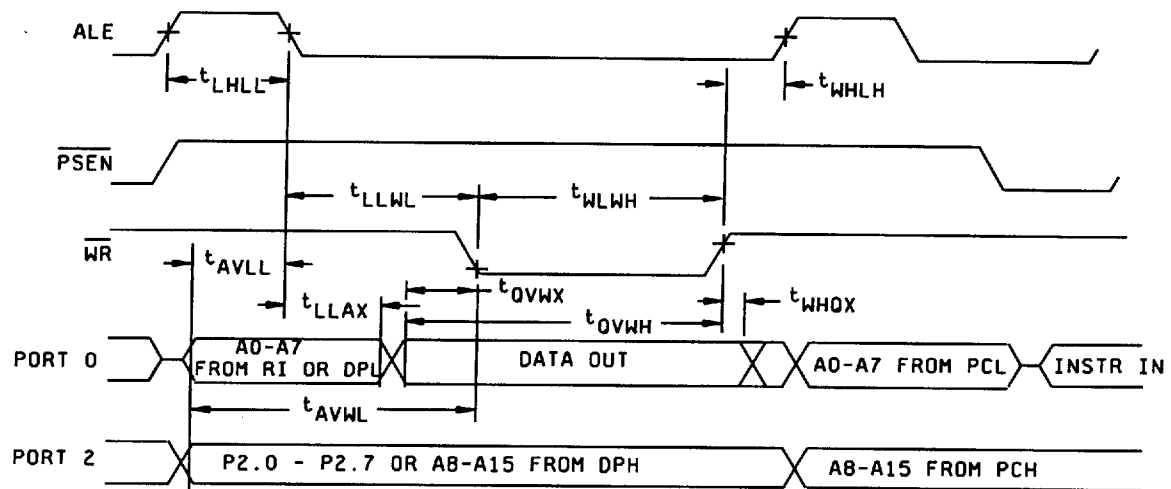 ALE
tLHLL
tWHLH
PSEN
tLLWL
tWLWH
WR
tAVLL
tQVWX
tLLAX
tWHQX
tQVWH
PORT 0
A0-A7
FROM RI OR DPL
DATA OUT
A0-A7 FROM PCL
INSTR IN
tAVWL
PORT 2
P2.0 - P2.7 OR A8-A15 FROM DPH
A8-A15 FROM PCH